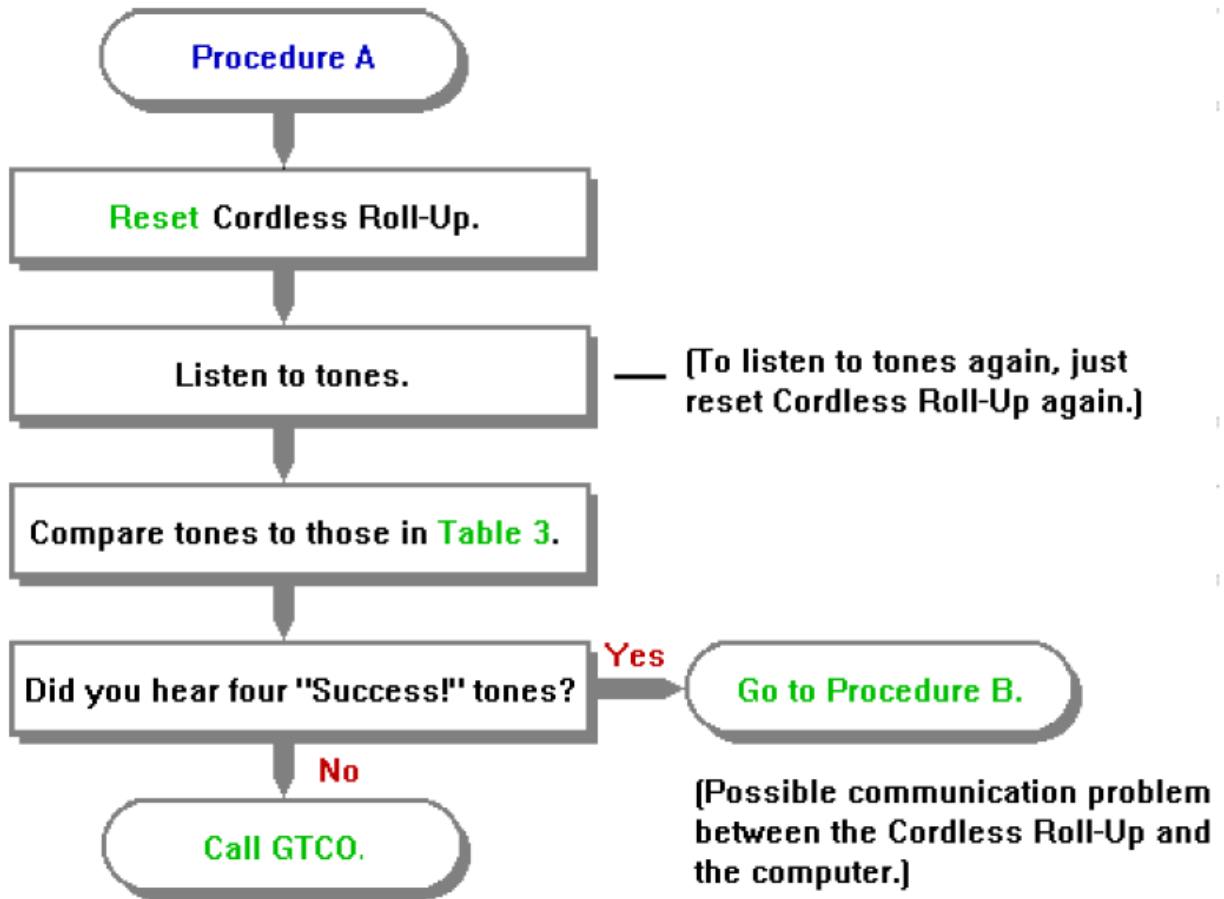 Procedure A
Reset Cordless Roll-Up.
Listen to tones.
(To listen to tones again, just
reset Cordless Roll-Up again.)
Compare tones to those in Table 3.
Did you hear four "Success!" tones?
Yes
Go to Procedure B.
(Possible communication problem
between the Cordless Roll-Up and
the computer.)
No
Call GTCO.